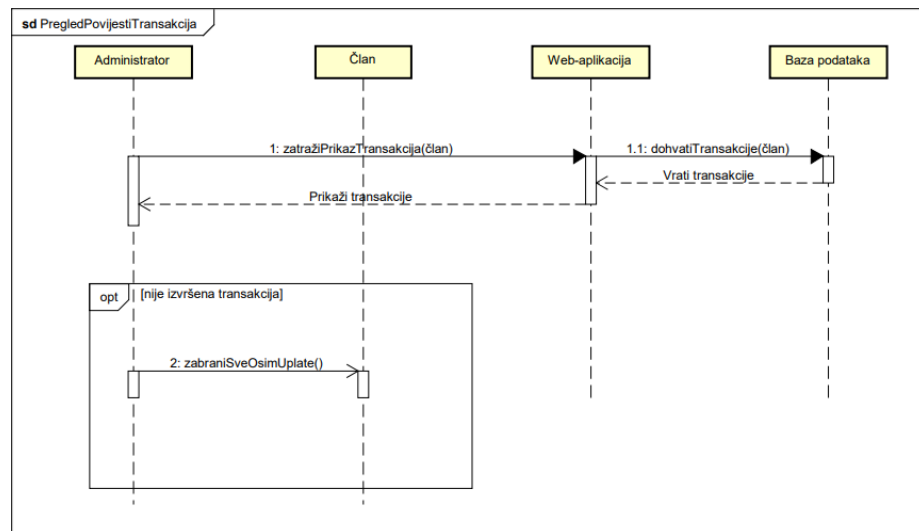 sd PregledPovijestiTransakcija
Administrator
Član
Web-aplikacija
Baza podataka
1: zatražiPrikazTransakcija(član)
1.1: dohvatiTransakcije(član)
Vrati transakcije
Prikaži transakcije
opt
[nije izvršena transakcija]
2: zabraniSveOsimUplate()